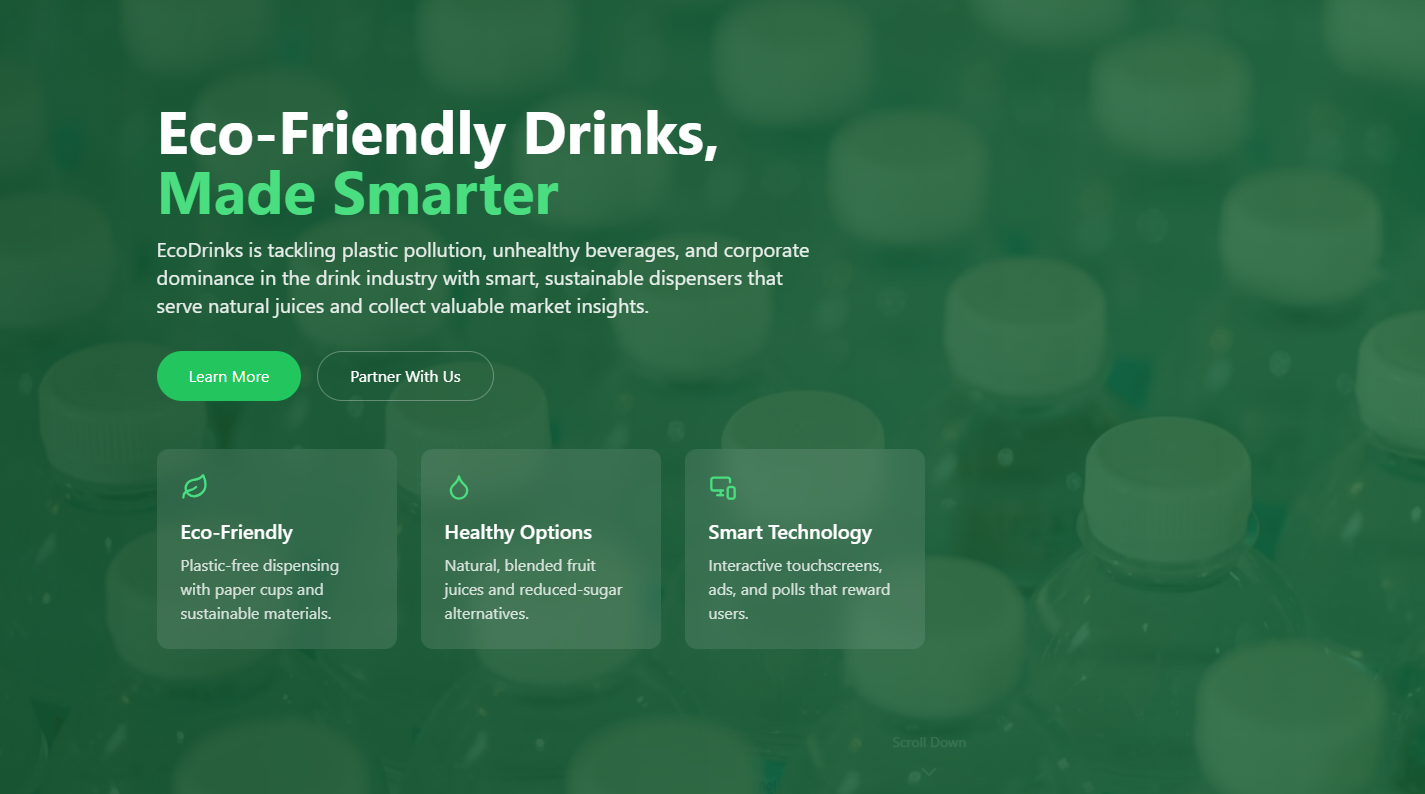 Eco-Friendly Drinks,
Made Smarter
EcoDrinks is tackling plastic pollution, unhealthy beverages, and corporate
dominance in the drink industry with smart, sustainable dispensers that
serve natural juices and collect valuable market insights.
Learn More
Partner With Us
Eco-Friendly
Plastic-free dispensing
with paper cups and
sustainable materials.
Healthy Options
Natural, blended fruit
juices and reduced-sugar
alternatives.
Smart Technology
Interactive touchscreens,
ads, and polls that reward
users.
Scroll Down